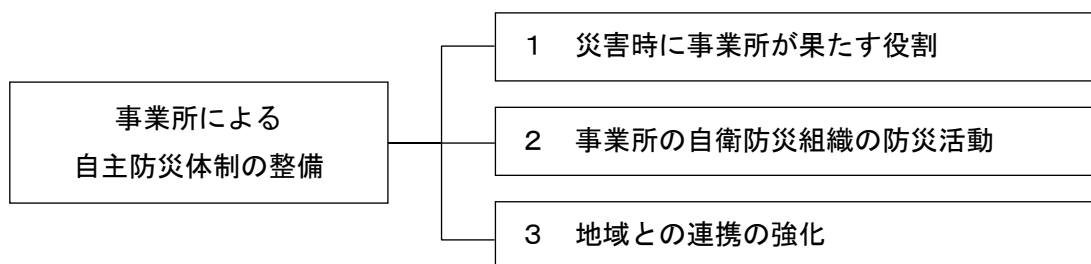 事業所による
自主防災体制の整備
１　災害時に事業所が果たす役割
２　事業所の自衛防災組織の防災活動
３　地域との連携の強化